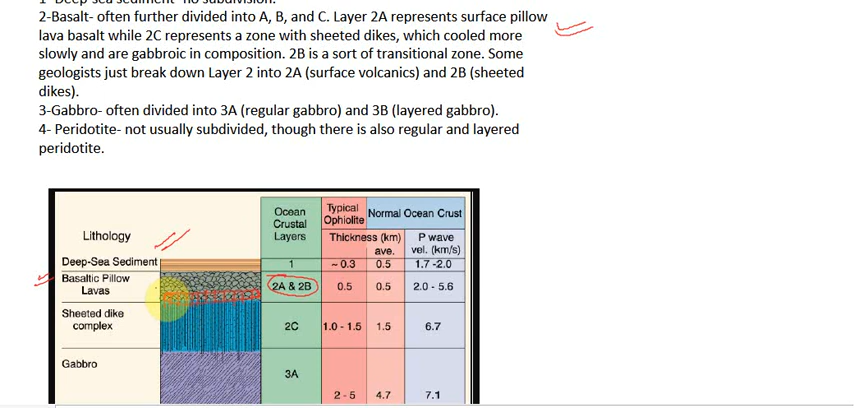 1- Deep sea sediment- no subdivision.
2-Basalt- often further divided into A, B, and C. Layer 2A represents surface pillow
lava basalt while 2C represents a zone with sheeted dikes, which cooled more
slowly and are gabbroic in composition. 2B is a sort of transitional zone. Some
geologists just break down Layer 2 into 2A (surface volcanics) and 2B (sheeted
dikes).
3-Gabbro- often divided into 3A (regular gabbro) and 3B (layered gabbro).
4- Peridotite- not usually subdivided, though there is also regular and layered
peridotite.
Lithology
Ocean
Crustal
Layers
Typical
Ophiolite
Normal Ocean Crust
Thickness (km)
ave.
P wave
vel. (km/s)
Deep-Sea Sediment 1 ~ 0.3 0.5 1.7 -2.0
Basaltic Pillow
Lavas
2A & 2B 0.5 0.5 2.0 - 5.6
Sheeted dike
complex
2C 1.0 - 1.5 1.5 6.7
Gabbro
3A
2 - 5 4.7 7.1